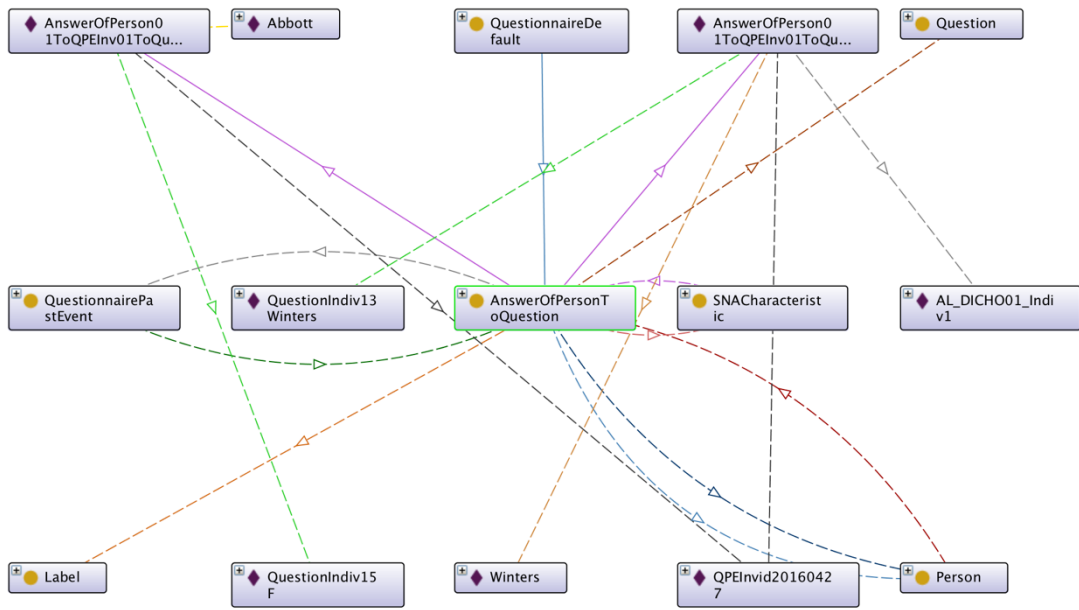 AnswerOfPerson0
1ToQPEInv01ToQu...
Abbott
QuestionnaireDe
fault
AnswerOfPerson0
1ToQPEInv01ToQu...
Question
QuestionnairePa
stEvent
QuestionIndiv13
Winters
AnswerOfPersonT
oQuestion
SNACharacterist
ic
AL_DICHO01_Indi
v1
Label
QuestionIndiv15
F
Winters
QPEInvid2016042
7
Person